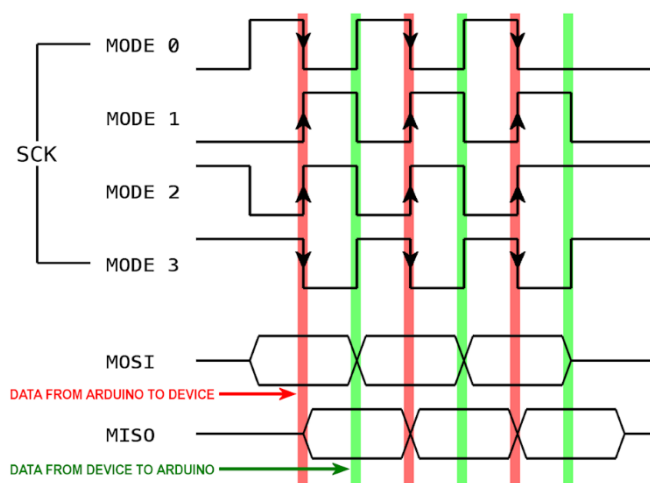 MODE 0
MODE 1
SCK
MODE 2
MODE 3
MOSI
DATA FROM ARDUINO TO DEVICE
MISO
DATA FROM DEVICE TO ARDUINO